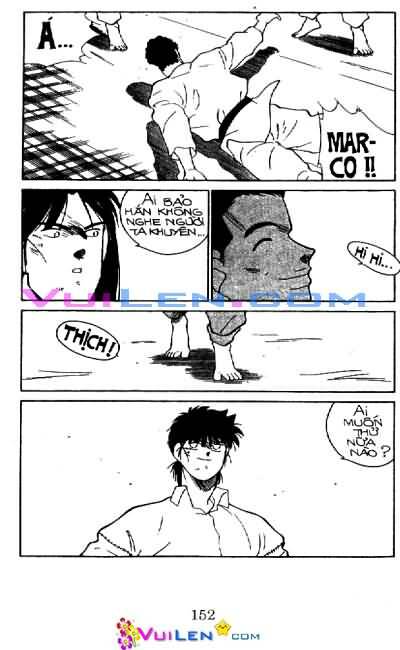 Á...
MAR-
CO !!
AI BẢO
HẮN KHÔNG
NGHE NGƯỜI
TA KHUYÊN...
HI HI...
VUILEN.COM
THỊCH!
AI
MUỐN
THỬ
NỮA
NÀO ?
152
VUILEN.COM